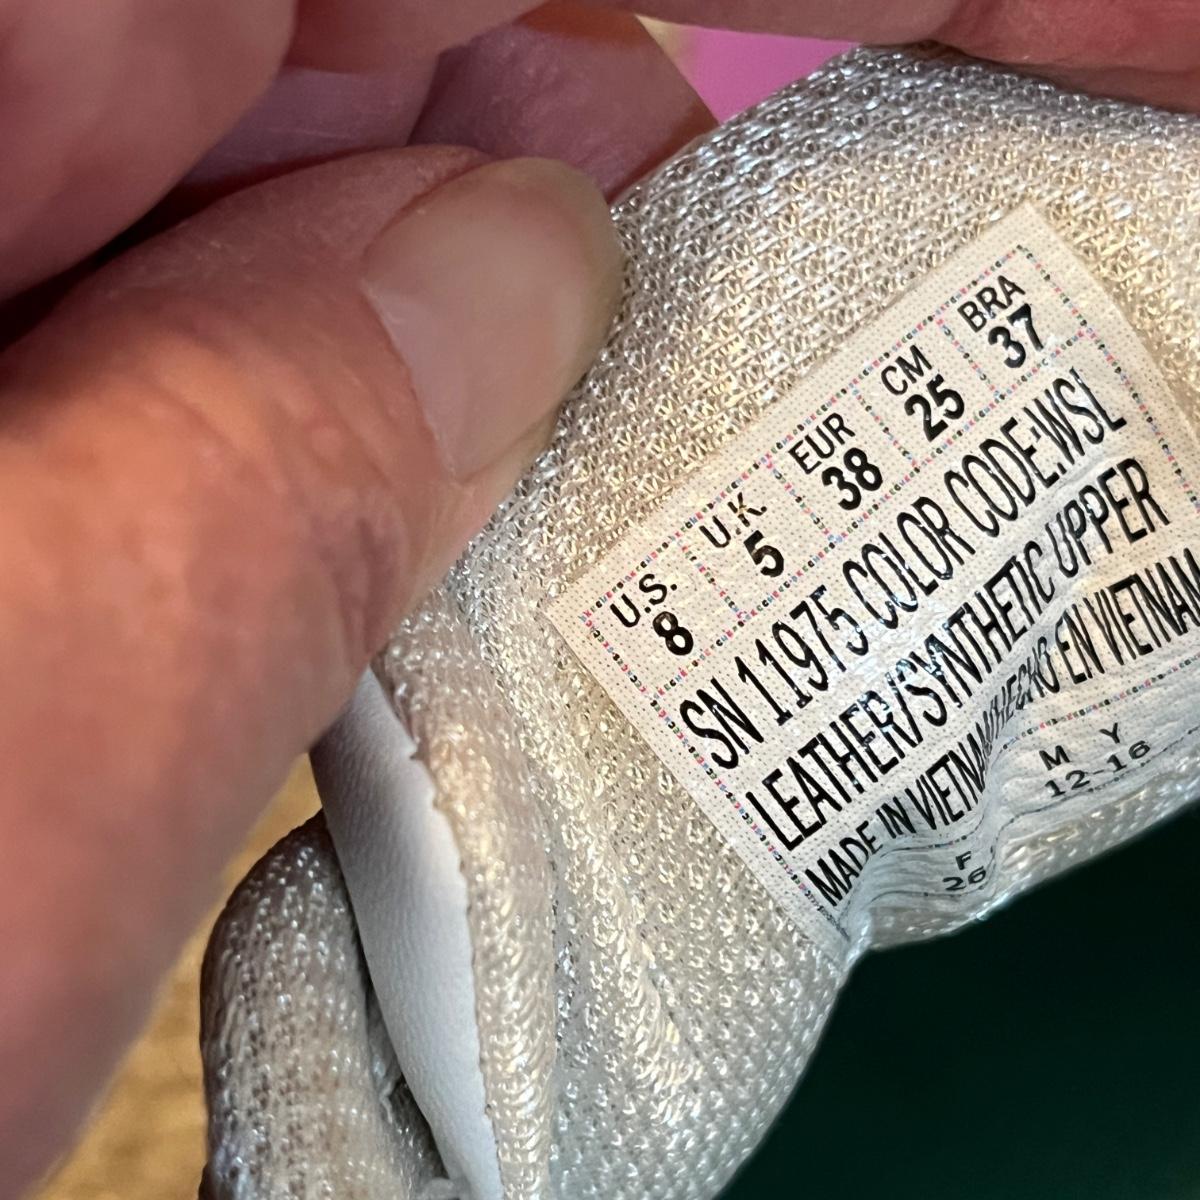 U.S. U.K. EUR CM BRA
8 5 38 25 37
SN 11975 COLOR CODE:WSL
LEATHER/SYNTHETIC UPPER
MADE IN VIETNAM/HECHO EN VIETNAM
M Y
12-16
F
26